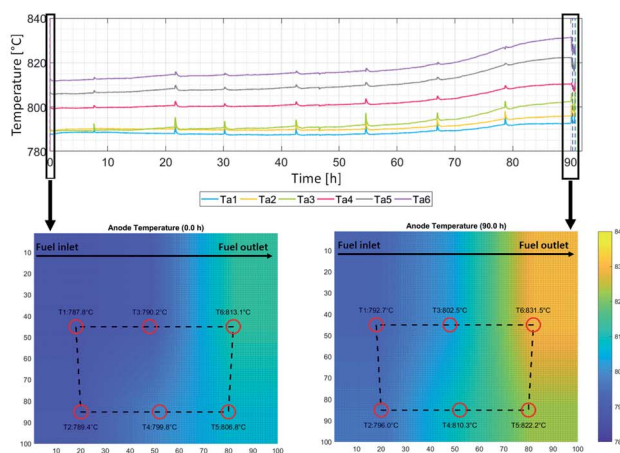 840
820
800
780
Temperature [°C]
0 10 20 30 40 50 60 70 80 90
Time [h]
Ta1 Ta2 Ta3 Ta4 Ta5 Ta6
Anode Temperature (0.0 h)
Fuel inlet Fuel outlet
T1:787.8°C T3:790.2°C T6:813.1°C
T2:789.4°C T4:799.8°C T5:806.8°C
10
20
30
40
50
60
70
80
90
100
10 20 30 40 50 60 70 80 90 100
Anode Temperature (90.0 h)
Fuel inlet Fuel outlet
T1:792.7°C T3:802.5°C T6:831.5°C
T2:796.0°C T4:810.3°C T5:822.2°C
10
20
30
40
50
60
70
80
90
100
10 20 30 40 50 60 70 80 90 100